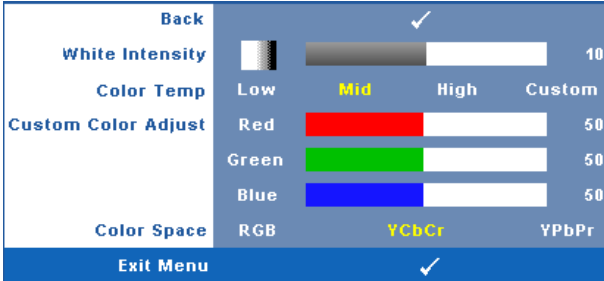 Back
White Intensity 10
Color Temp Low Mid High Custom
Custom Color Adjust Red 50
Green 50
Blue 50
Color Space RGB YCbCr YPbPr
Exit Menu